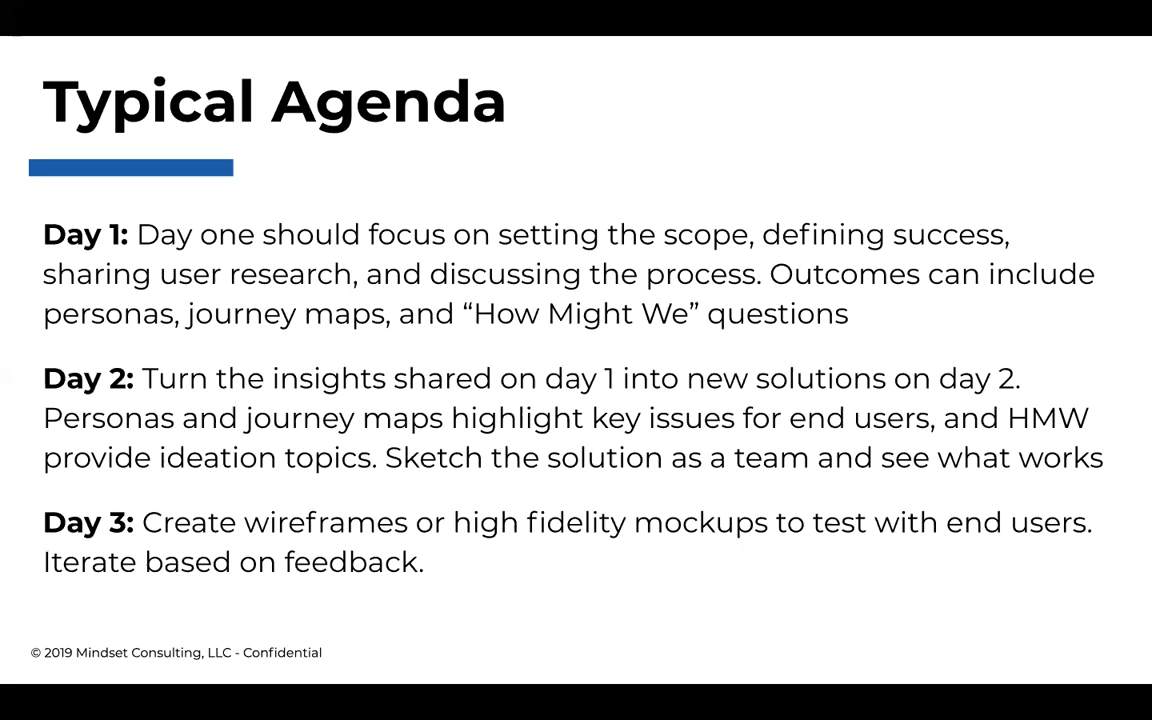 Typical Agenda
Day 1: Day one should focus on setting the scope, defining success,
sharing user research, and discussing the process. Outcomes can include
personas, journey maps, and “How Might We” questions
Day 2: Turn the insights shared on day 1 into new solutions on day 2.
Personas and journey maps highlight key issues for end users, and HMW
provide ideation topics. Sketch the solution as a team and see what works
Day 3: Create wireframes or high fidelity mockups to test with end users.
Iterate based on feedback.
© 2019 Mindset Consulting, LLC - Confidential